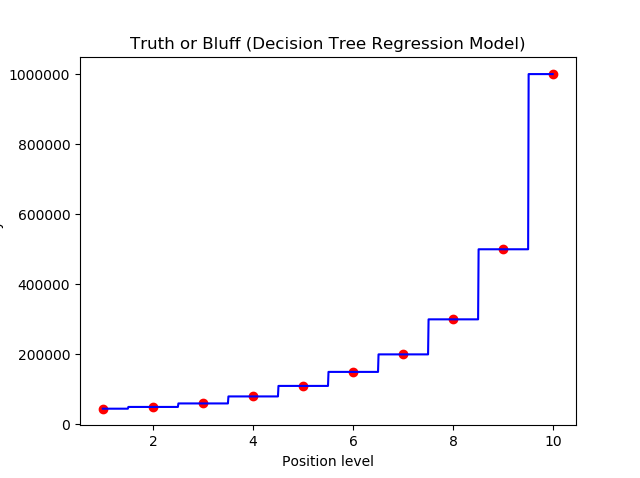 Truth or Bluff (Decision Tree Regression Model)
1000000
800000
600000
400000
200000
0
2 4 6 8 10
Position level